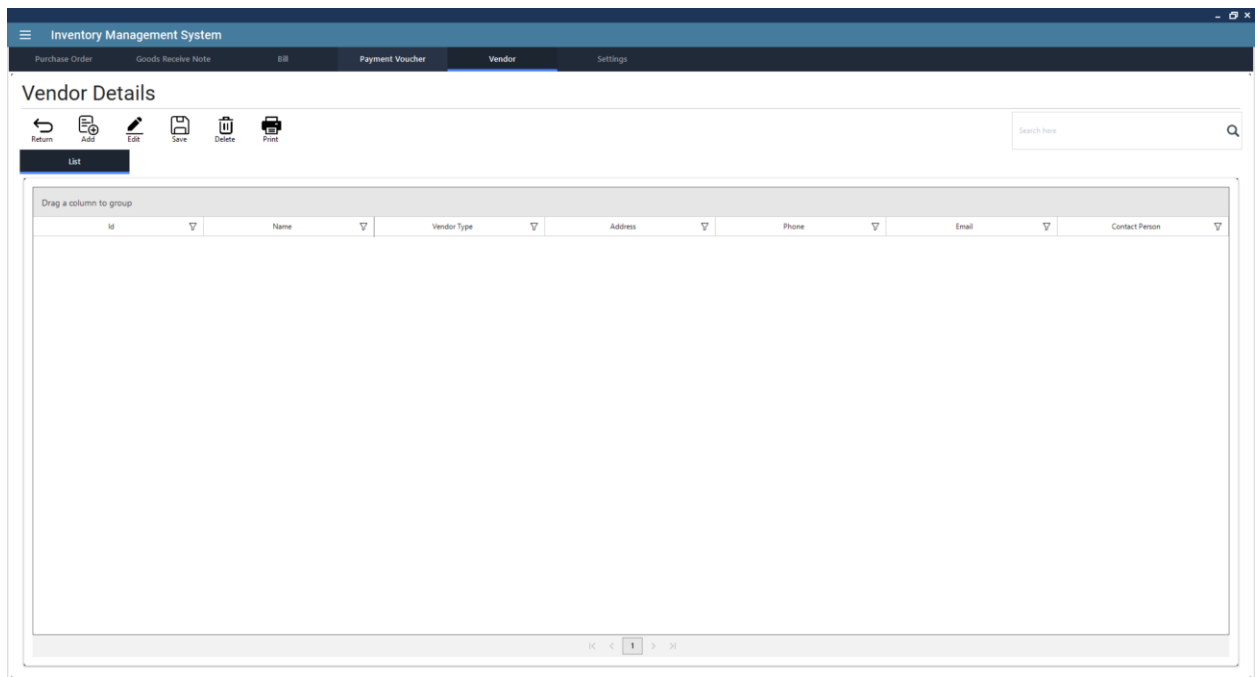 Inventory Management System
Purchase Order Goods Receive Note Bill Payment Voucher Vendor Settings
Vendor Details
Return Add Edit Save Delete Print
Search here
List
Drag a column to group
Id Name Vendor Type Address Phone Email Contact Person
1